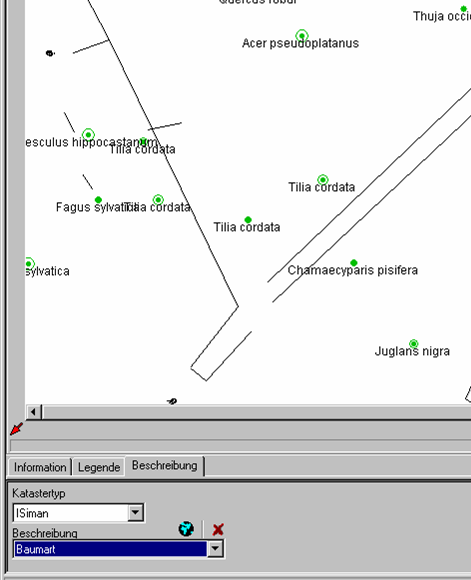 Quercus robur
Thuja occi
Acer pseudoplatanus
esculus hippocastanum
Tilia cordata
Tilia cordata
Fagus sylvatica
Tilia cordata
Tilia cordata
sylvatica
Chamaecyparis pisifera
Juglans nigra
Information
Legende
Beschreibung
Katastertyp
ISiman
Beschreibung
Baumart